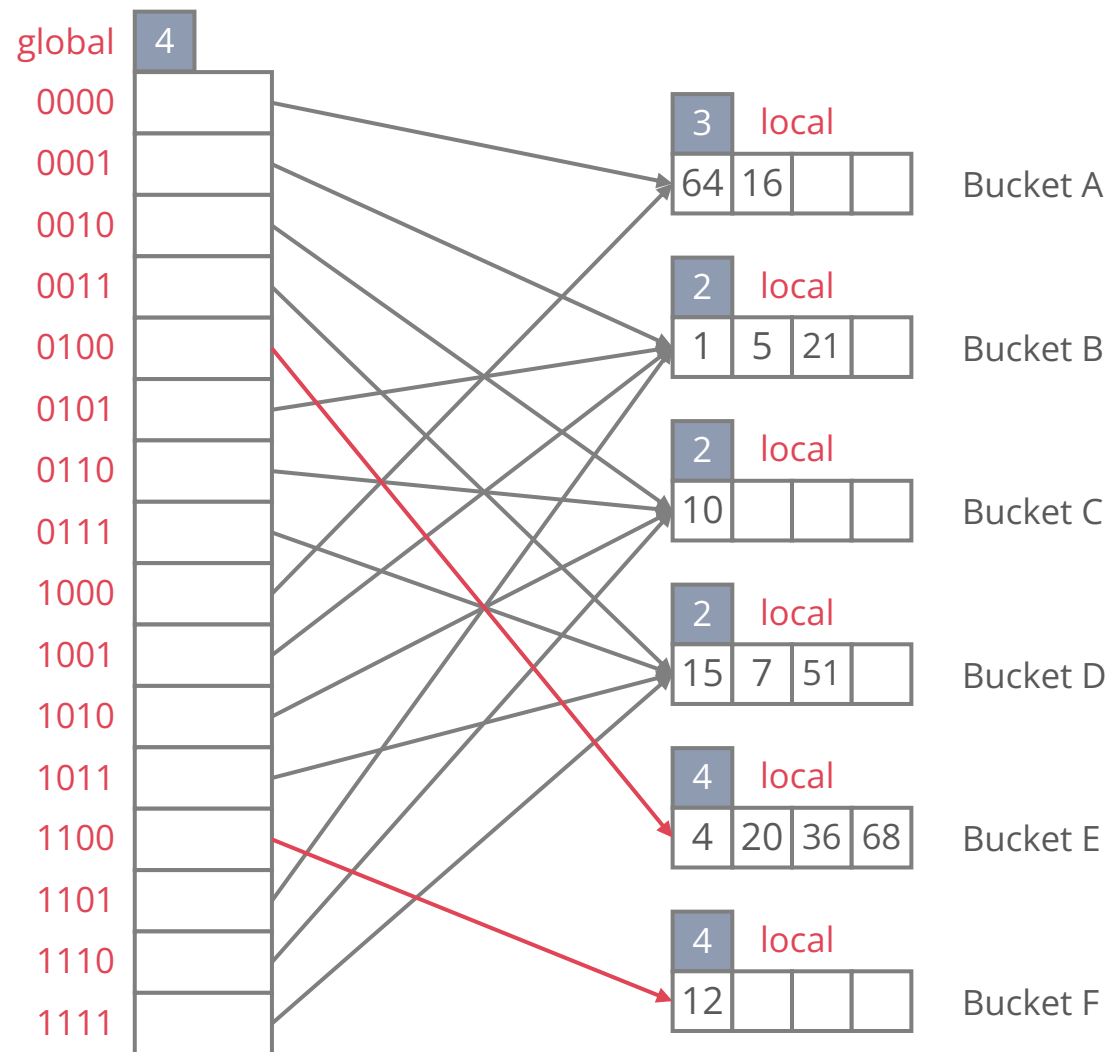 global 4
0000
0001
0010
0011
0100
0101
0110
0111
1000
1001
1010
1011
1100
1101
1110
1111
3 local
64 16 Bucket A
2 local
1 5 21 Bucket B
2 local
10 Bucket C
2 local
15 7 51 Bucket D
4 local
4 20 36 68 Bucket E
4 local
12 Bucket F